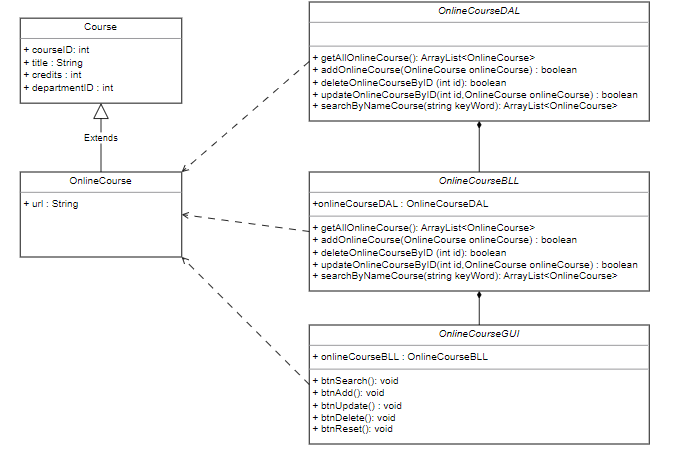 Course
+ courseID: int
+ title : String
+ credits : int
+ departmentID : int
Extends
OnlineCourse
+ url : String
OnlineCourseDAL
+ getAllOnlineCourse(): ArrayList<OnlineCourse>
+ addOnlineCourse(OnlineCourse onlineCourse) : boolean
+ deleteOnlineCourseByID (int id): boolean
+ updateOnlineCourseByID(int id,OnlineCourse onlineCourse) : boolean
+ searchByNameCourse(string keyWord): ArrayList<OnlineCourse>
OnlineCourseBLL
+onlineCourseDAL : OnlineCourseDAL
+ getAllOnlineCourse(): ArrayList<OnlineCourse>
+ addOnlineCourse(OnlineCourse onlineCourse) : boolean
+ deleteOnlineCourseByID (int id): boolean
+ updateOnlineCourseByID(int id,OnlineCourse onlineCourse) : boolean
+ searchByNameCourse(string keyWord): ArrayList<OnlineCourse>
OnlineCourseGUI
+ onlineCourseBLL : OnlineCourseBLL
+ btnSearch(): void
+ btnAdd(): void
+ btnUpdate() : void
+ btnDelete(): void
+ btnReset(): void